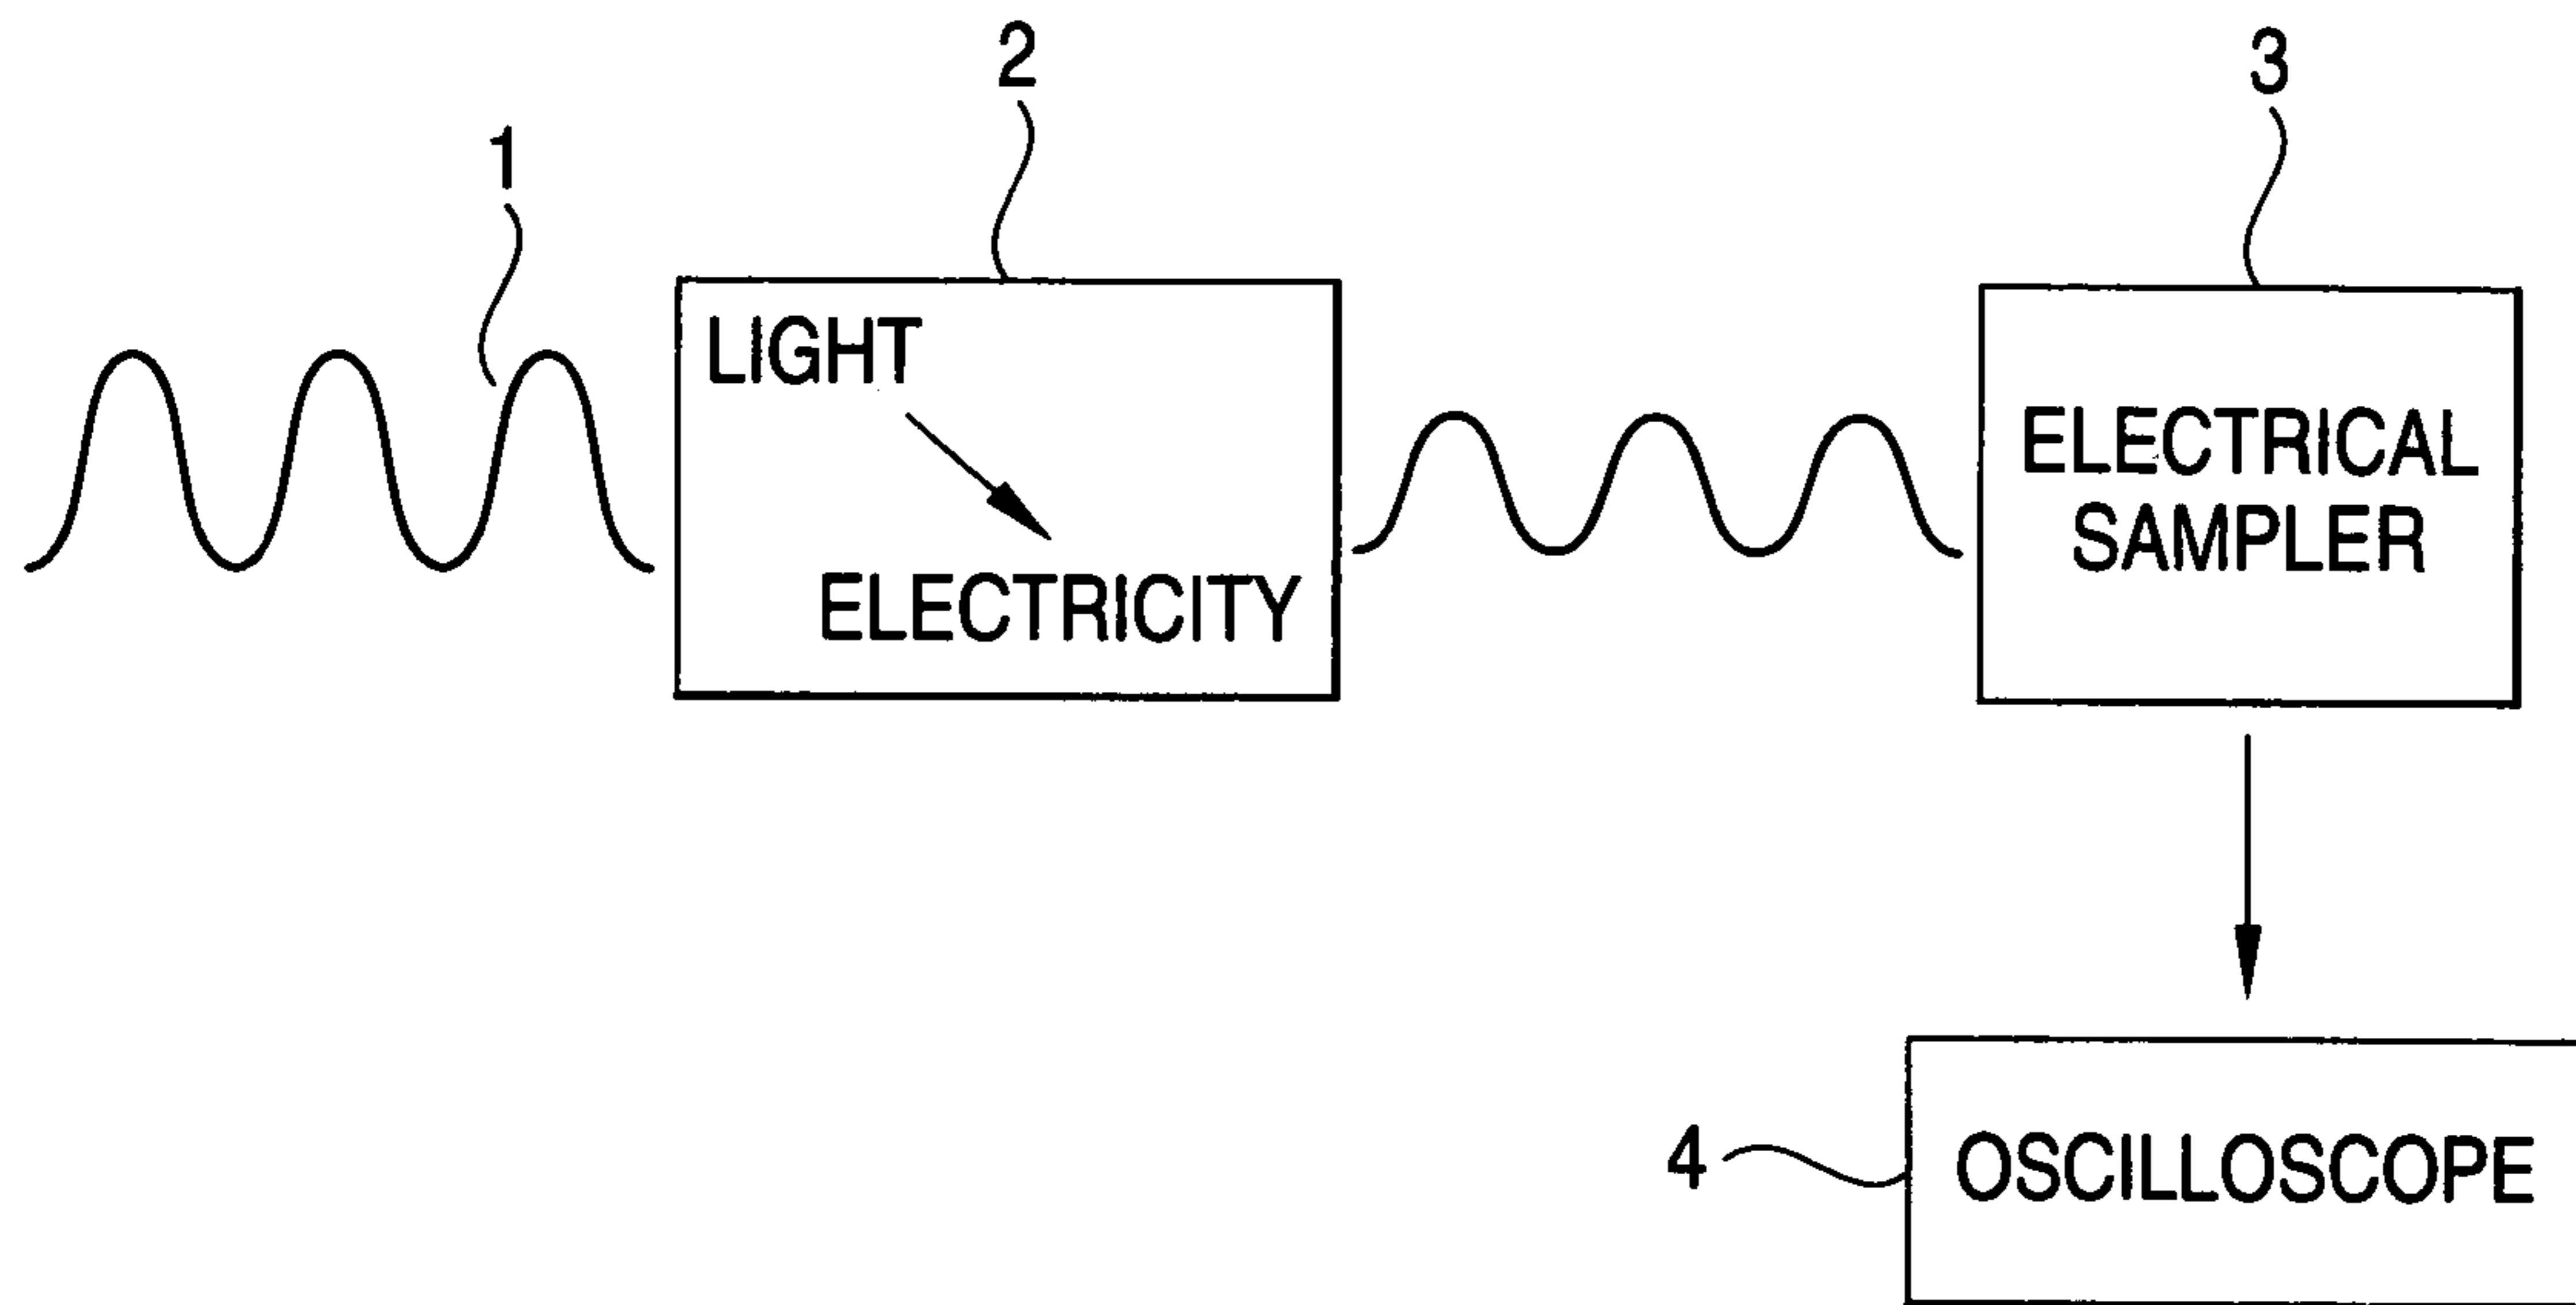 2
3
1
LIGHT
ELECTRICITY
ELECTRICAL
SAMPLER
4
OSCILLOSCOPE